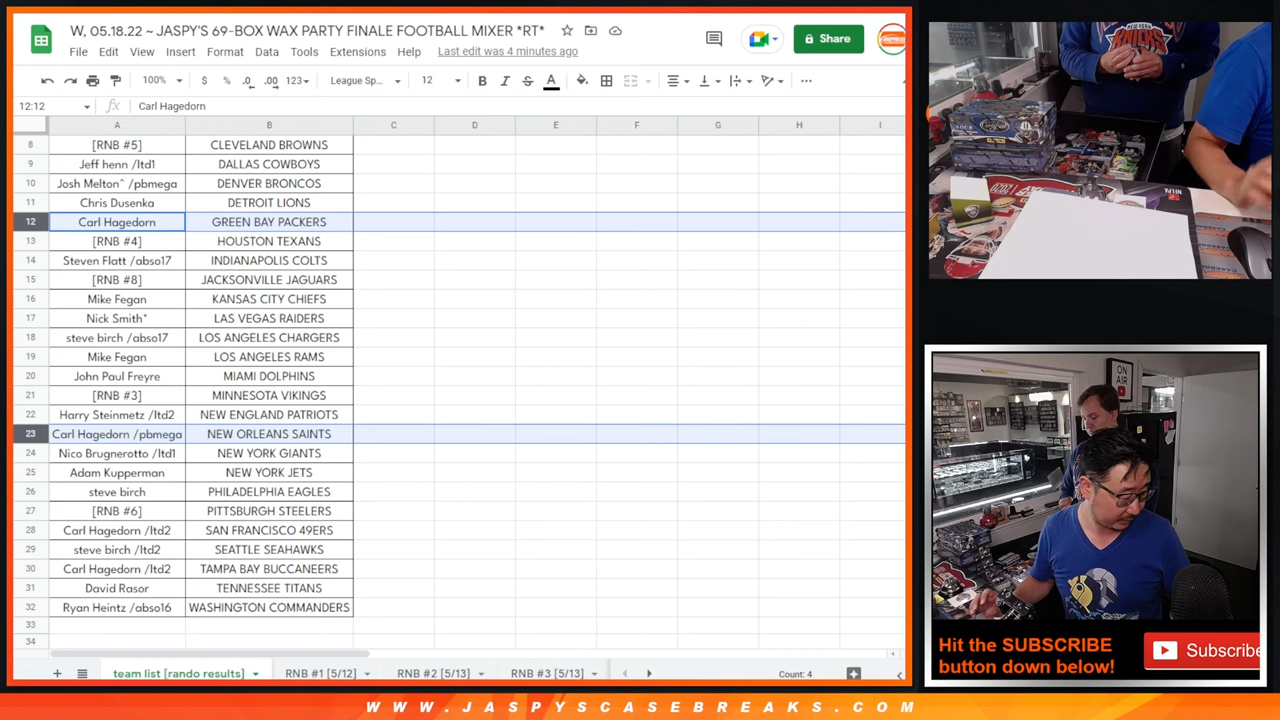 W, 05.18.22 ~ JASPY'S 69-BOX WAX PARTY FINALE FOOTBALL MIXER *RT*
File Edit View Insert Format Data Tools Extensions Help Last edit was 4 minutes ago
Share
100% $ % .0 .00 123 League Sp... 12 B I S A
12:12 fx Carl Hagedorn
A B C D E F G H I
8 [RNB #5] CLEVELAND BROWNS
9 Jeff henn /ltd1 DALLAS COWBOYS
10 Josh Melton^ /pbmega DENVER BRONCOS
11 Chris Dusenka DETROIT LIONS
12 Carl Hagedorn GREEN BAY PACKERS
13 [RNB #4] HOUSTON TEXANS
14 Steven Flatt /abso17 INDIANAPOLIS COLTS
15 [RNB #8] JACKSONVILLE JAGUARS
16 Mike Fegan KANSAS CITY CHIEFS
17 Nick Smith* LAS VEGAS RAIDERS
18 steve birch /abso17 LOS ANGELES CHARGERS
19 Mike Fegan LOS ANGELES RAMS
20 John Paul Freyre MIAMI DOLPHINS
21 [RNB #3] MINNESOTA VIKINGS
22 Harry Steinmetz /ltd2 NEW ENGLAND PATRIOTS
23 Carl Hagedorn /pbmega NEW ORLEANS SAINTS
24 Nico Brugnerotto /ltd1 NEW YORK GIANTS
25 Adam Kupperman NEW YORK JETS
26 steve birch PHILADELPHIA EAGLES
27 [RNB #6] PITTSBURGH STEELERS
28 Carl Hagedorn /ltd2 SAN FRANCISCO 49ERS
29 steve birch /ltd2 SEATTLE SEAHAWKS
30 Carl Hagedorn /ltd2 TAMPA BAY BUCCANEERS
31 David Rasor TENNESSEE TITANS
32 Ryan Heintz /abso16 WASHINGTON COMMANDERS
33
34
team list [rando results] RNB #1 [5/12] RNB #2 [5/13] RNB #3 [5/13] Count: 4
KNICKS
ON AIR
Hit the SUBSCRIBE
button down below!
Subscribe
WWW.JASPYSCASEBREAKS.COM